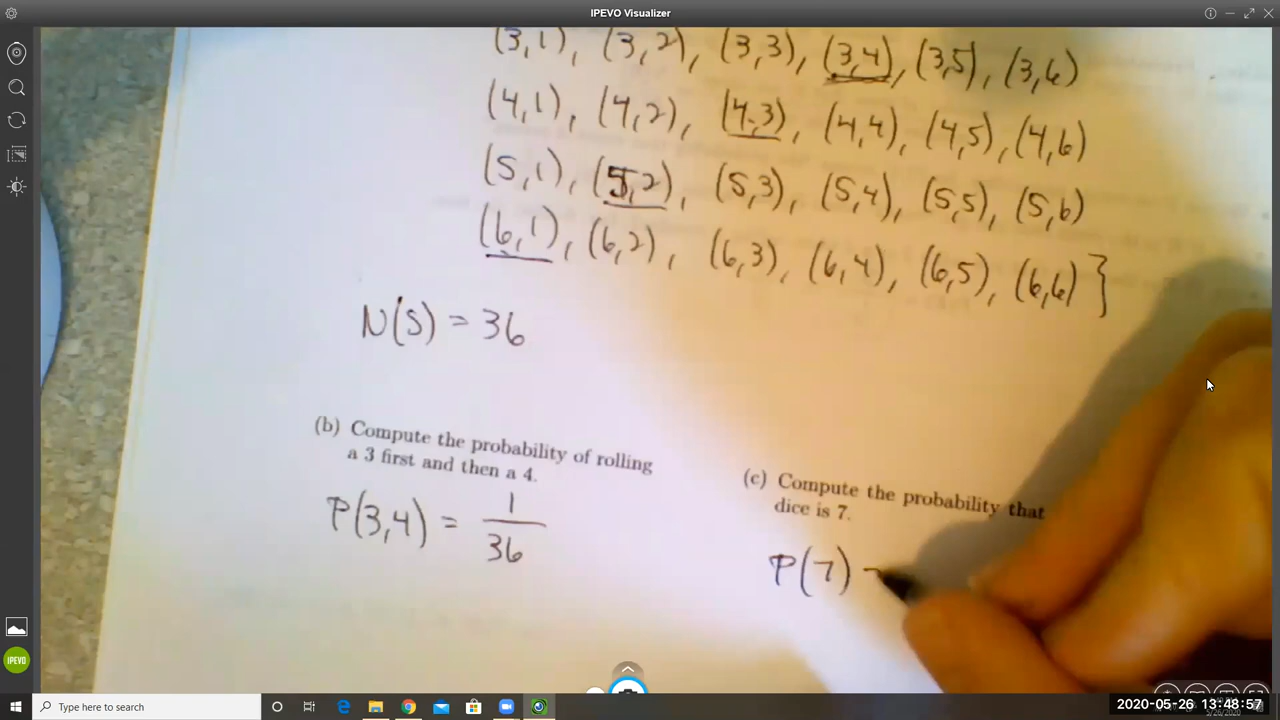 IPEVO Visualizer
(3,1), (3,2), (3,3), (3,4), (3,5), (3,6)
(4,1), (4,2), (4,3), (4,4), (4,5), (4,6)
(5,1), (5,2), (5,3), (5,4), (5,5), (5,6)
(6,1), (6,2), (6,3), (6,4), (6,5), (6,6) }
N(S) = 36
(b) Compute the probability of rolling
a 3 first and then a 4.
P(3,4) = 1/36
(c) Compute the probability that
dice is 7.
P(7)
IPEVO
Type here to search
2020-05-26 13:48:57